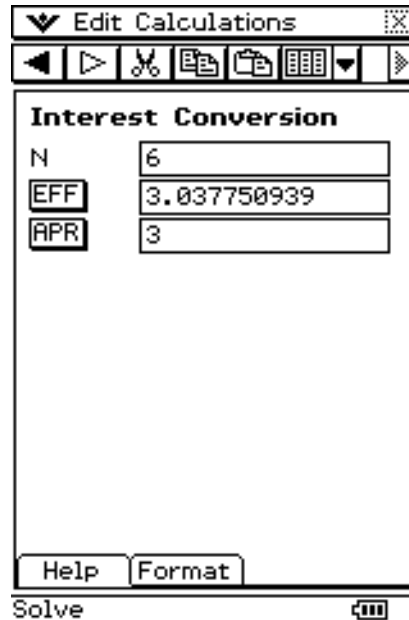 Edit Calculations
Interest Conversion
N 6
EFF 3.037750939
APR 3
Help Format
Solve